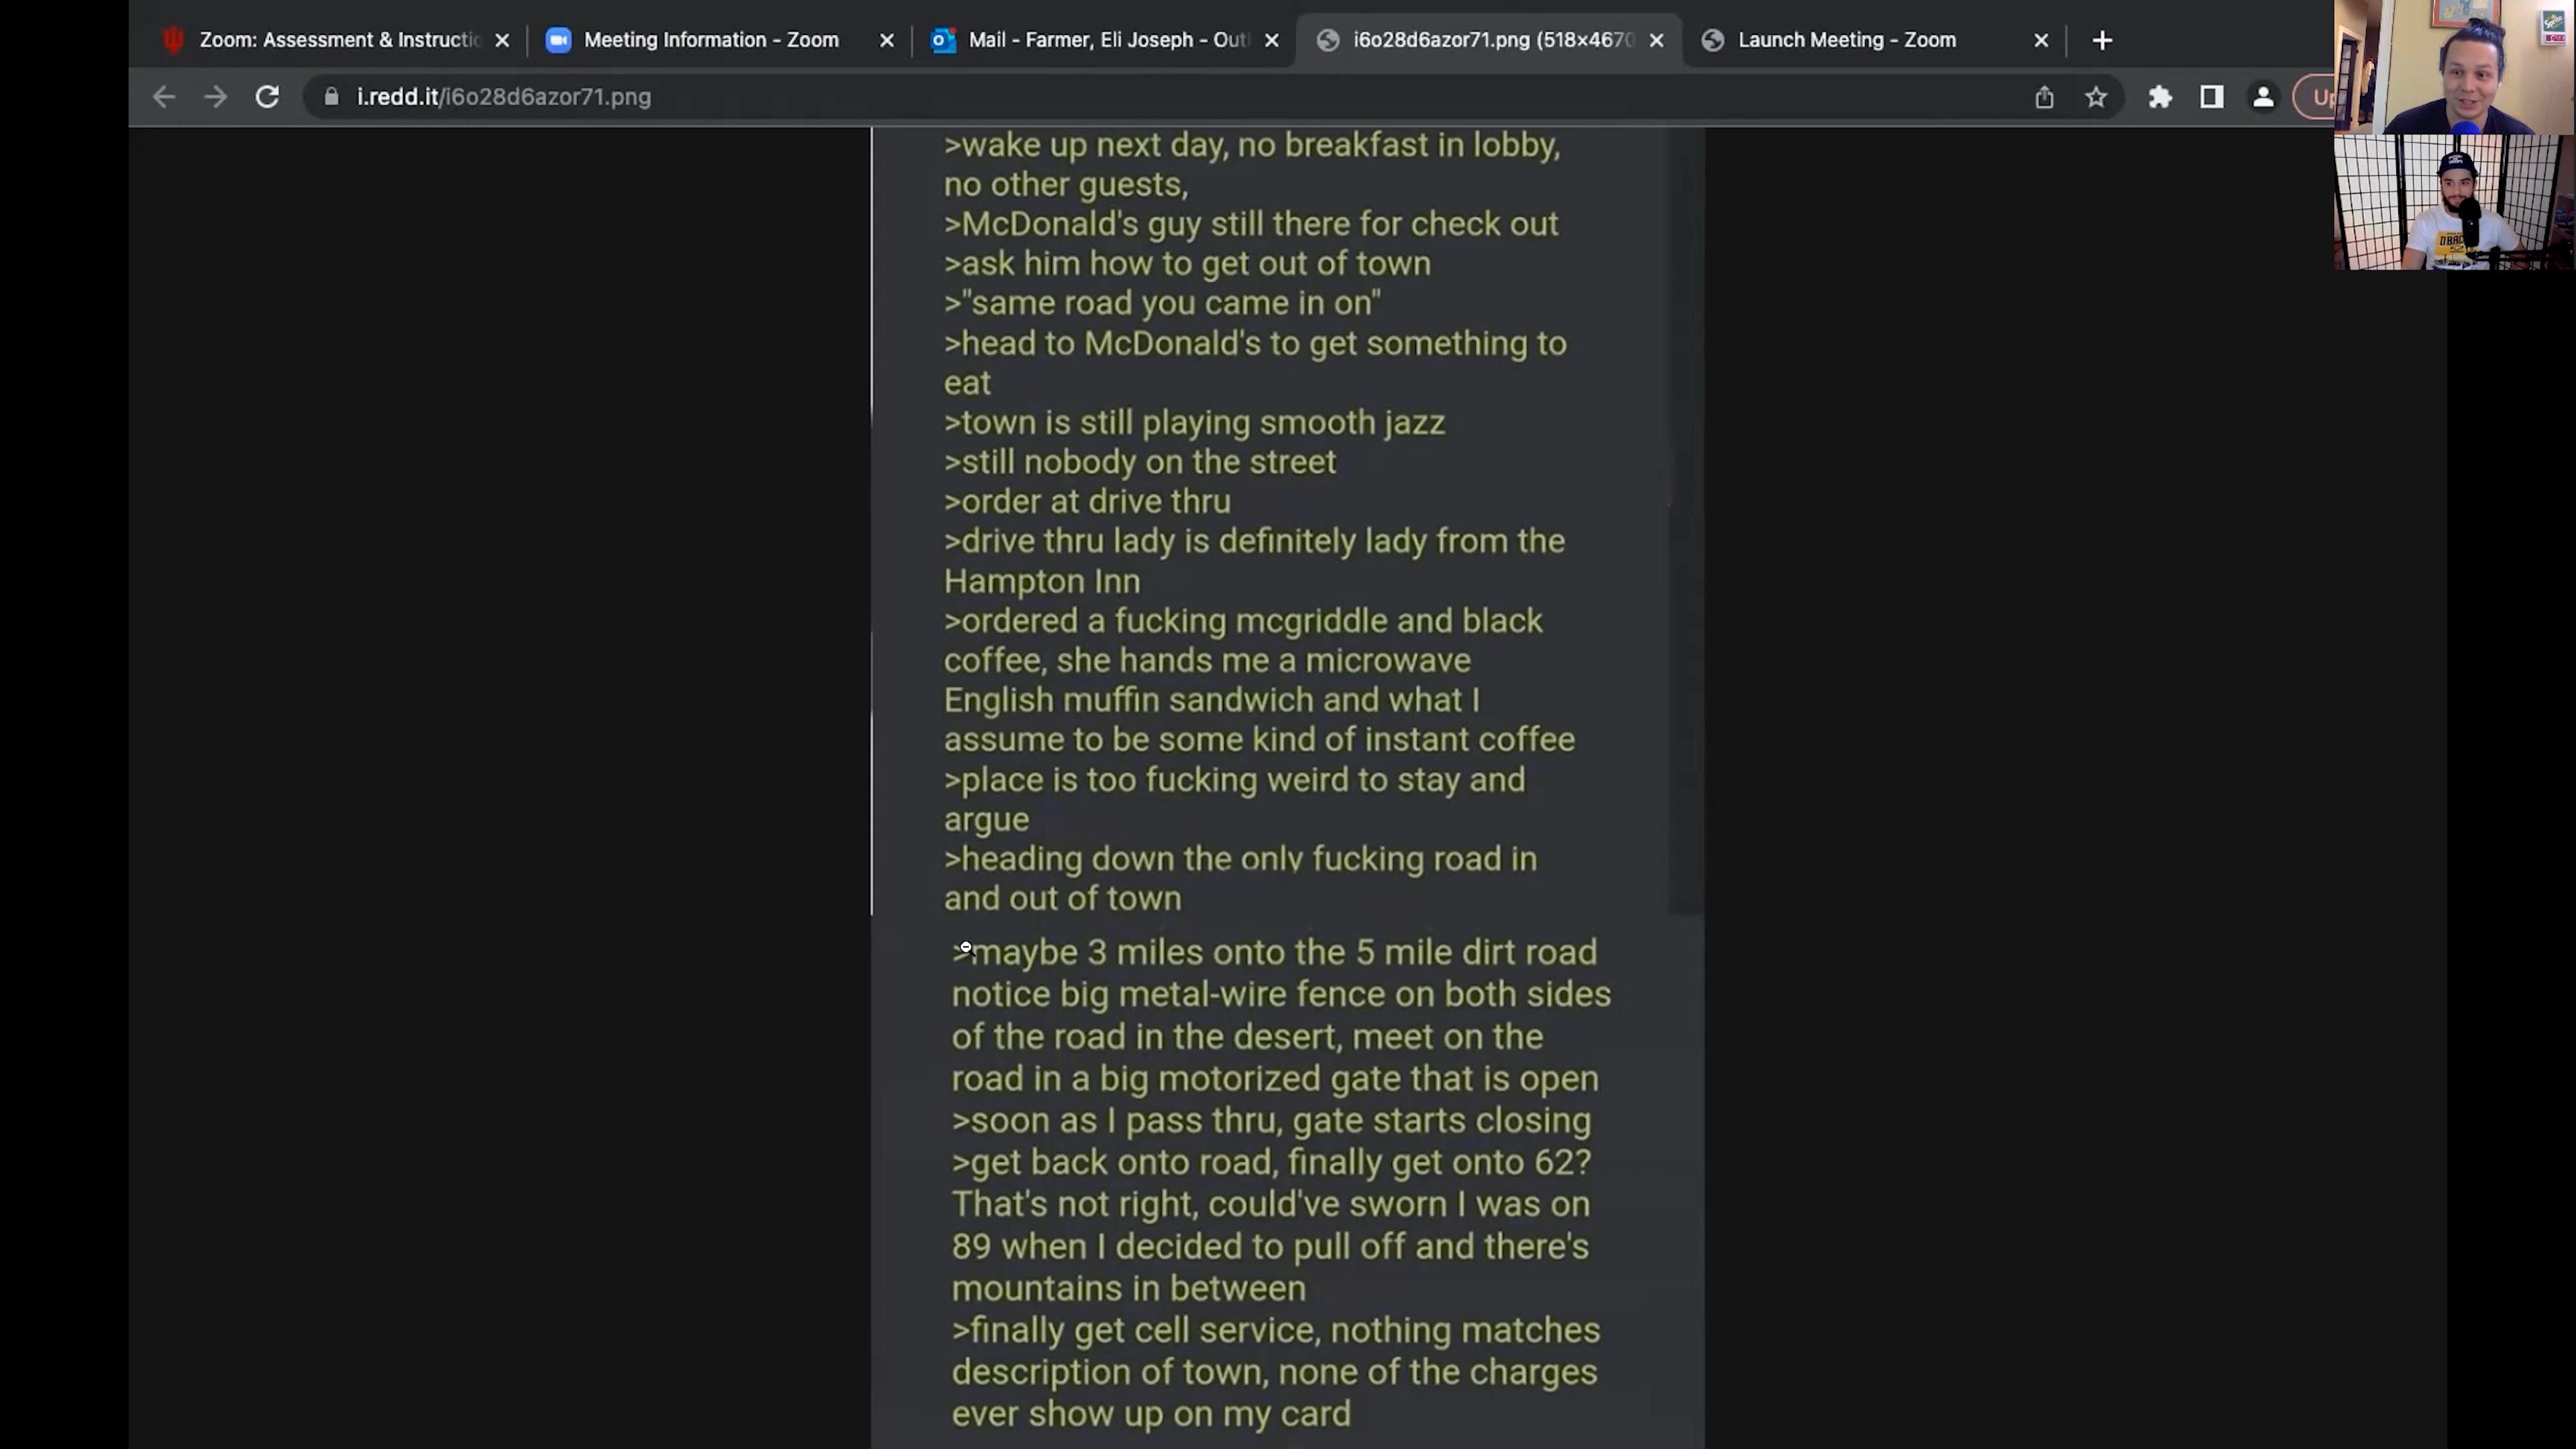 Zoom: Assessment & Instructi
Meeting Information - Zoom
Mail - Farmer, Eli Joseph - Out
i6o28d6azor71.png (518×4670
Launch Meeting - Zoom
i.redd.it/i6o28d6azor71.png
Up
>wake up next day, no breakfast in lobby,
no other guests,
>McDonald's guy still there for check out
>ask him how to get out of town
>"same road you came in on"
>head to McDonald's to get something to
eat
>town is still playing smooth jazz
>still nobody on the street
>order at drive thru
>drive thru lady is definitely lady from the
Hampton Inn
>ordered a fucking mcgriddle and black
coffee, she hands me a microwave
English muffin sandwich and what I
assume to be some kind of instant coffee
>place is too fucking weird to stay and
argue
>heading down the only fucking road in
and out of town
>maybe 3 miles onto the 5 mile dirt road
notice big metal-wire fence on both sides
of the road in the desert, meet on the
road in a big motorized gate that is open
>soon as I pass thru, gate starts closing
>get back onto road, finally get onto 62?
That's not right, could've sworn I was on
89 when I decided to pull off and there's
mountains in between
>finally get cell service, nothing matches
description of town, none of the charges
ever show up on my card